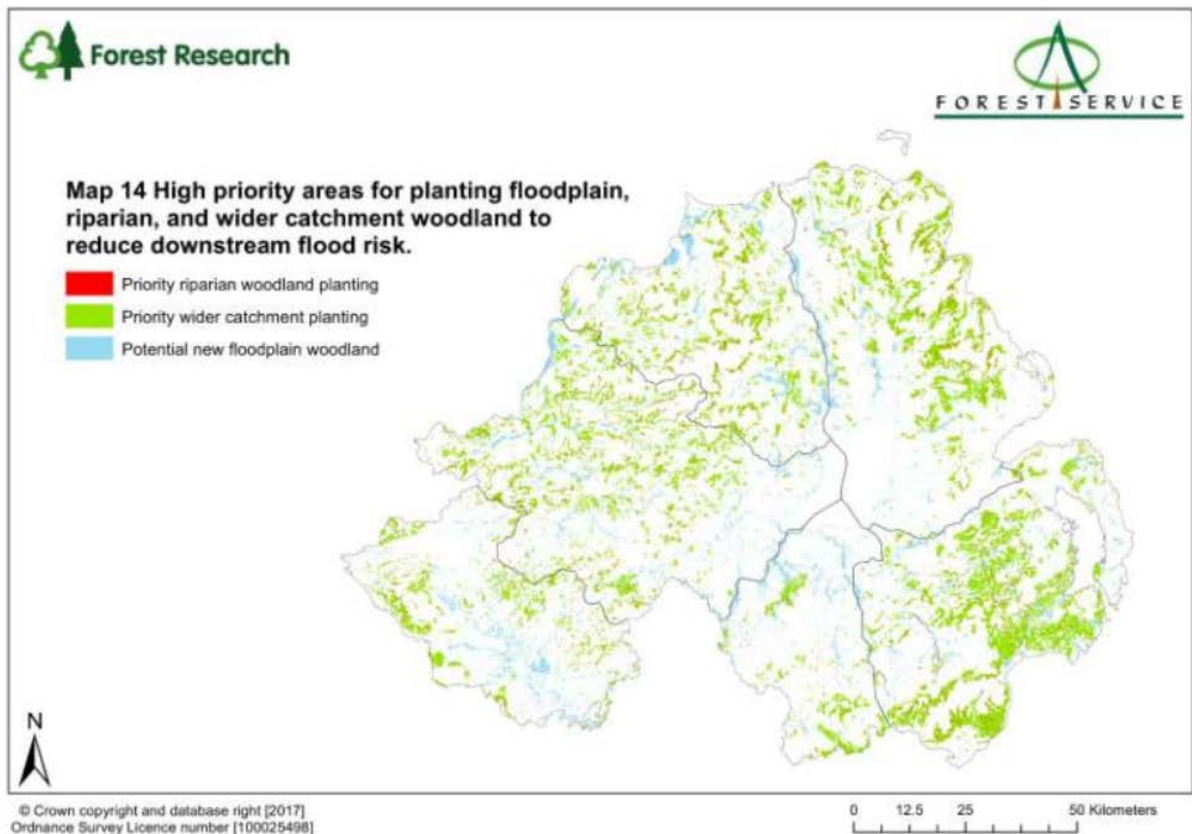 Forest Research
FOREST SERVICE
Map 14 High priority areas for planting floodplain,
riparian, and wider catchment woodland to
reduce downstream flood risk.
Priority riparian woodland planting
Priority wider catchment planting
Potential new floodplain woodland
N
© Crown copyright and database right [2017]
Ordnance Survey Licence number [100025498]
0 12.5 25 50 Kilometers